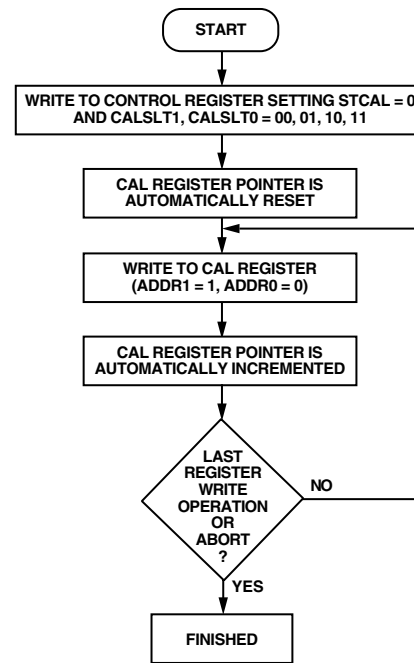 START
WRITE TO CONTROL REGISTER SETTING STCAL = 0
AND CALSLT1, CALSLT0 = 00, 01, 10, 11
CAL REGISTER POINTER IS
AUTOMATICALLY RESET
WRITE TO CAL REGISTER
(ADDR1 = 1, ADDR0 = 0)
CAL REGISTER POINTER IS
AUTOMATICALLY INCREMENTED
LAST
REGISTER
WRITE
OPERATION
OR
ABORT
?
NO
YES
FINISHED